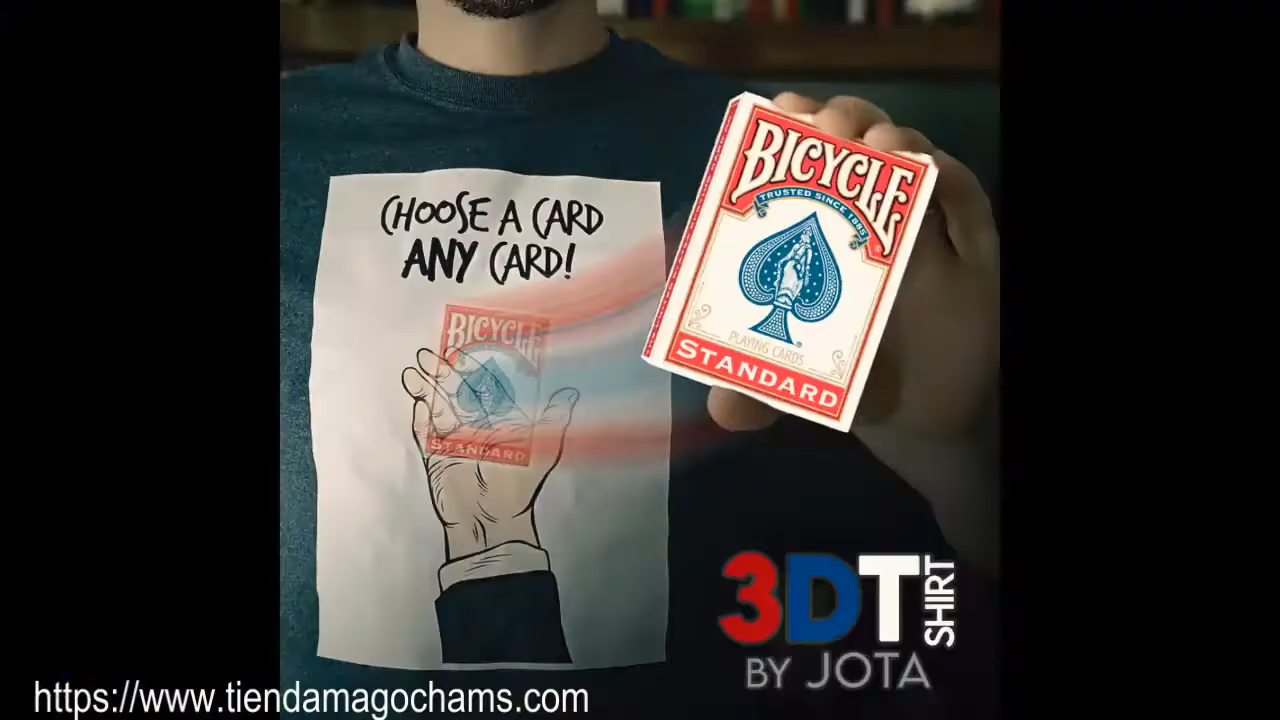 CHOOSE A CARD
ANY CARD!
BICYCLE
STANDARD
BICYCLE
TRUSTED SINCE 1885
®
PLAYING CARDS
STANDARD
3DT SHIRT
BY JOTA
https://www.tiendamagochams.com